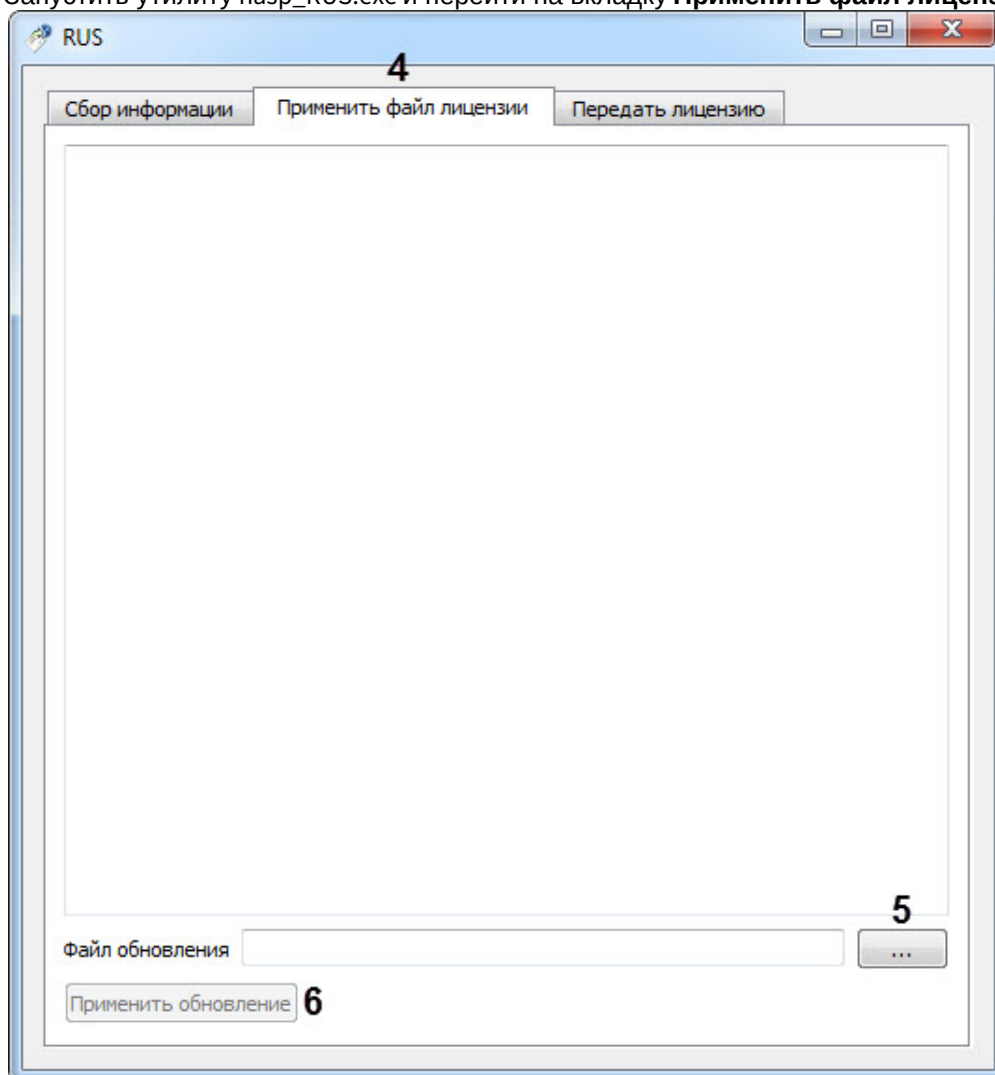 Запустить утилиту hasp_RUS.exe и перейти на вкладку Применить файл
RUS
4
Сбор информации Применить файл лицензии Передать лицензию
5
Файл обновления ...
Применить обновление 6